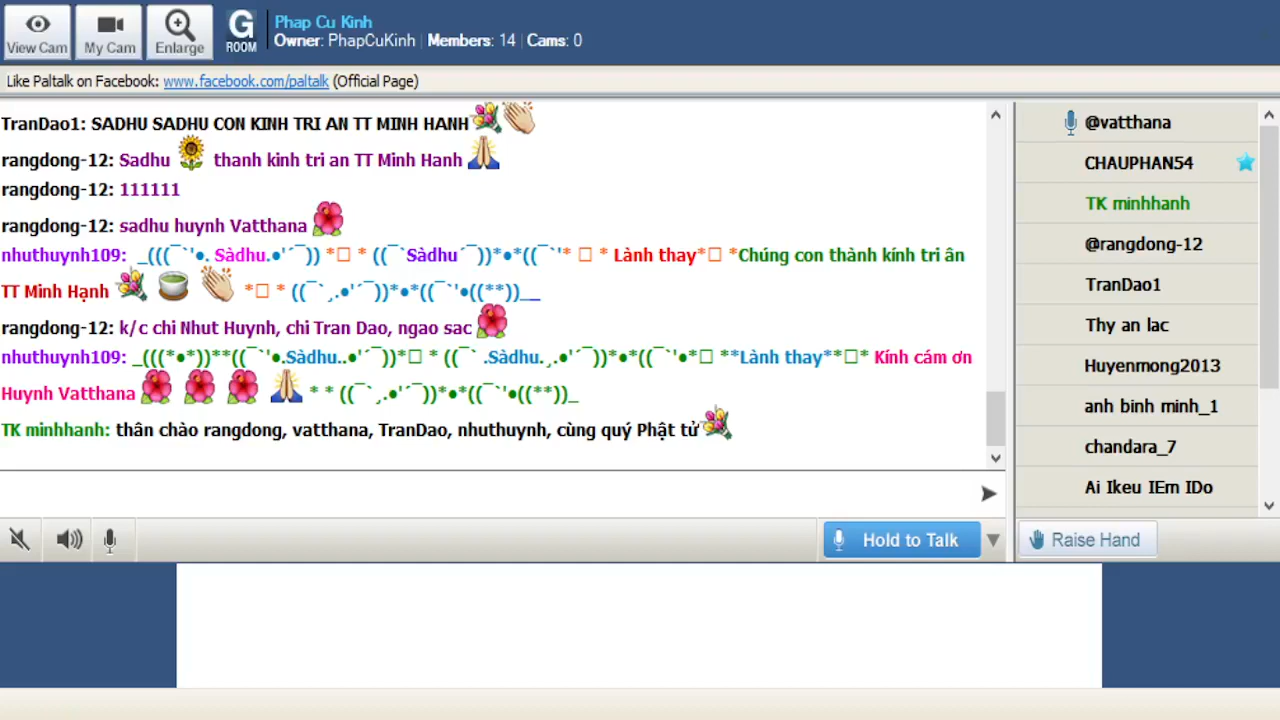 View Cam
My Cam
Enlarge
G
ROOM
Phap Cu Kinh
Owner: PhapCuKinh | Members: 14 | Cams: 0
Like Paltalk on Facebook: www.facebook.com/paltalk (Official Page)
TranDao1: SADHU SADHU CON KINH TRI AN TT MINH HANH
rangdong-12: Sadhu thanh kinh tri an TT Minh Hanh
rangdong-12: 111111
rangdong-12: sadhu huynh Vatthana
nhuthuynh109: _(((¯`'•. Sàdhu.•'´¯)) *□ * ((¯`Sàdhu´¯))*•*((¯`'* □ * Lành thay*□ *Chúng con thành kính tri ân
TT Minh Hạnh *□ * ((¯`¸.•'´¯))*•*((¯`'•((**))__
rangdong-12: k/c chi Nhut Huynh, chi Tran Dao, ngao sac
nhuthuynh109: _(((*•*))**((¯`'•.Sàdhu..•'´¯))*□ * ((¯` .Sàdhu.¸.•'´¯))*•*((¯`'•*□ **Lành thay**□* Kính cám ơn
Huynh Vatthana * * ((¯`¸.•'´¯))*•*((¯`'•((**))_
TK minhhanh: thân chào rangdong, vatthana, TranDao, nhuthuynh, cùng quý Phật tử
@vatthana
CHAUPHAN54
TK minhhanh
@rangdong-12
TranDao1
Thy an lac
Huyenmong2013
anh binh minh_1
chandara_7
Ai Ikeu IEm IDo
Hold to Talk
Raise Hand